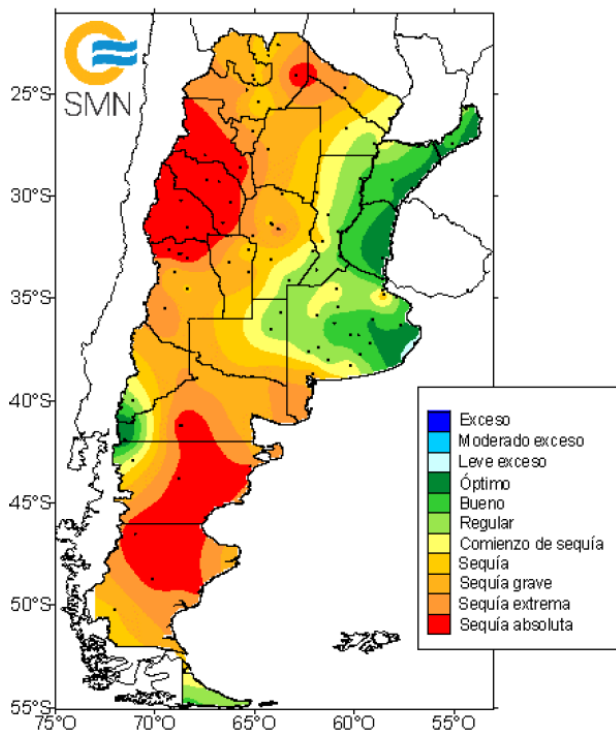 SMN
25°S
30°S
35°S
40°S
45°S
50°S
55°S
75°O
70°O
65°O
60°O
55°O
Exceso
Moderado exceso
Leve exceso
Óptimo
Bueno
Regular
Comienzo de sequía
Sequía
Sequía grave
Sequía extrema
Sequía absoluta